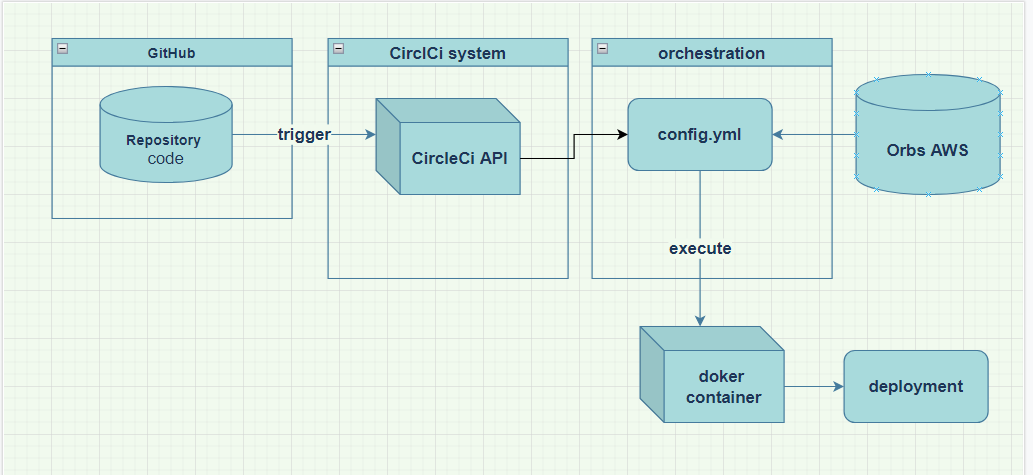 GitHub
CirclCi system
orchestration
Repository
code
trigger
CircleCi API
config.yml
Orbs AWS
execute
doker
container
deployment